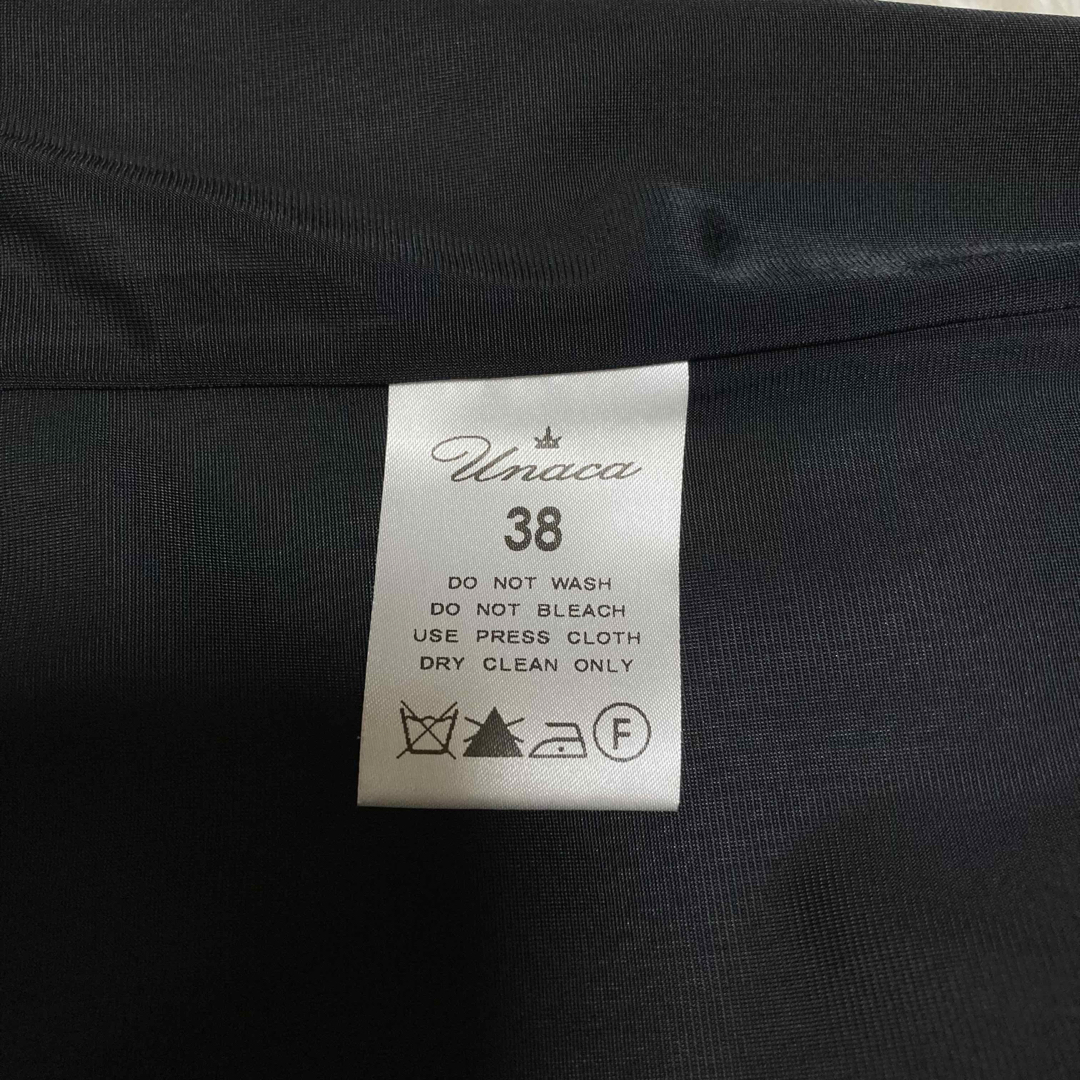 Unaca
38
DO NOT WASH
DO NOT BLEACH
USE PRESS CLOTH
DRY CLEAN ONLY
F